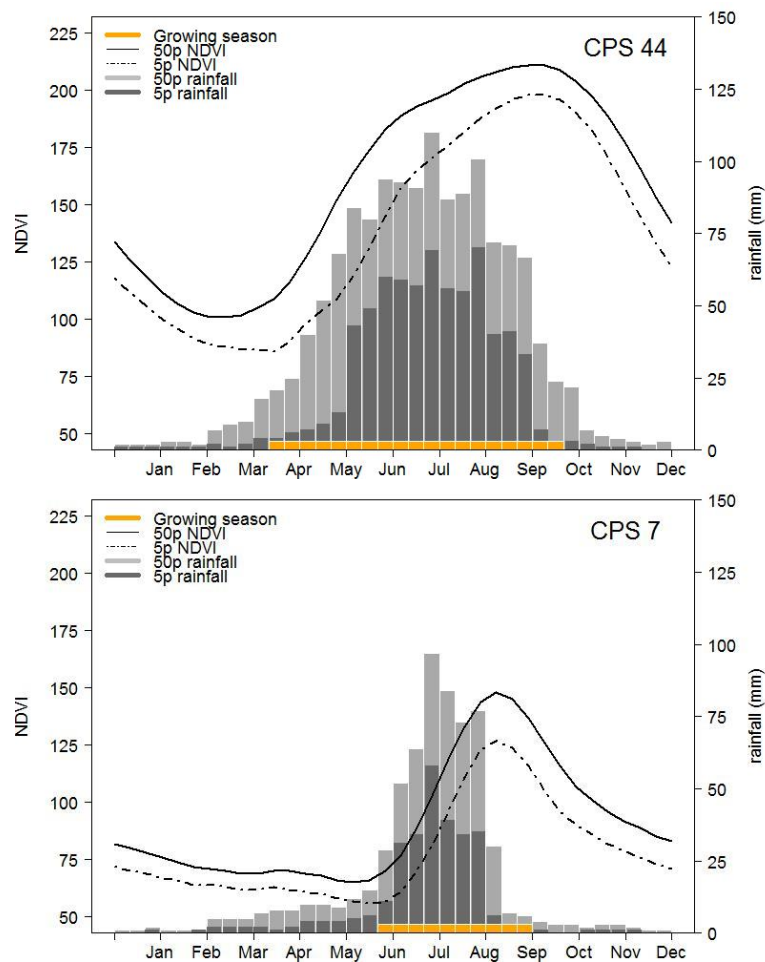 225
200
175
150
125
100
75
50
NDVI
Growing season
50p NDVI
5p NDVI
50p rainfall
5p rainfall
CPS 44
150
125
100
75
50
25
0
rainfall (mm)
Jan Feb Mar Apr May Jun Jul Aug Sep Oct Nov Dec
225
200
175
150
125
100
75
50
NDVI
Growing season
50p NDVI
5p NDVI
50p rainfall
5p rainfall
CPS 7
150
125
100
75
50
25
0
rainfall (mm)
Jan Feb Mar Apr May Jun Jul Aug Sep Oct Nov Dec